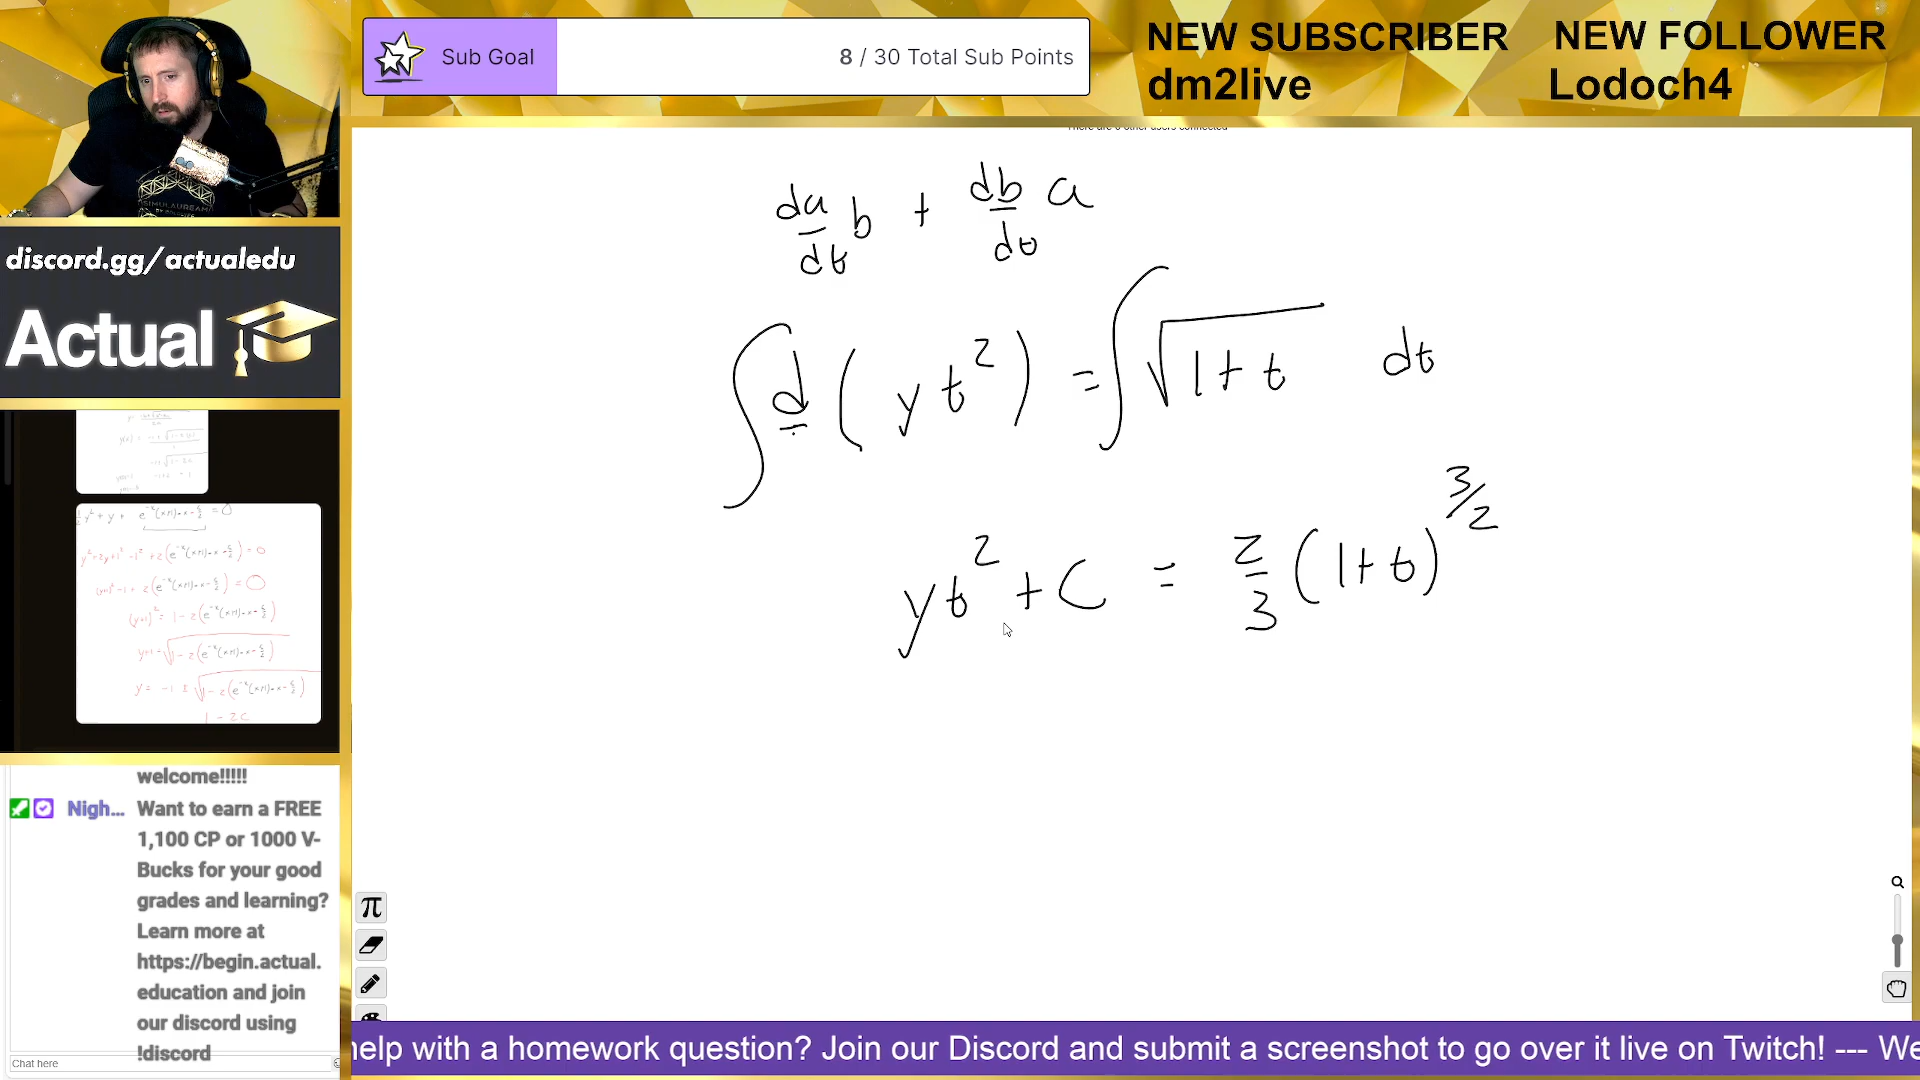 Sub Goal
8 / 30 Total Sub Points
NEW SUBSCRIBER
dm2live
NEW FOLLOWER
Lodoch4
discord.gg/actualedu
Actual
da/dt b + db/dt a
∫ d ( y t² ) = ∫ √1+t dt
yt² + C = 2/3 (1+t)^3/2
welcome!!!!!
Nigh... Want to earn a FREE
1,100 CP or 1000 V-
Bucks for your good
grades and learning?
Learn more at
https://begin.actual.
education and join
our discord using
!discord
Chat here
π
help with a homework question? Join our Discord and submit a screenshot to go over it live on Twitch! --- We